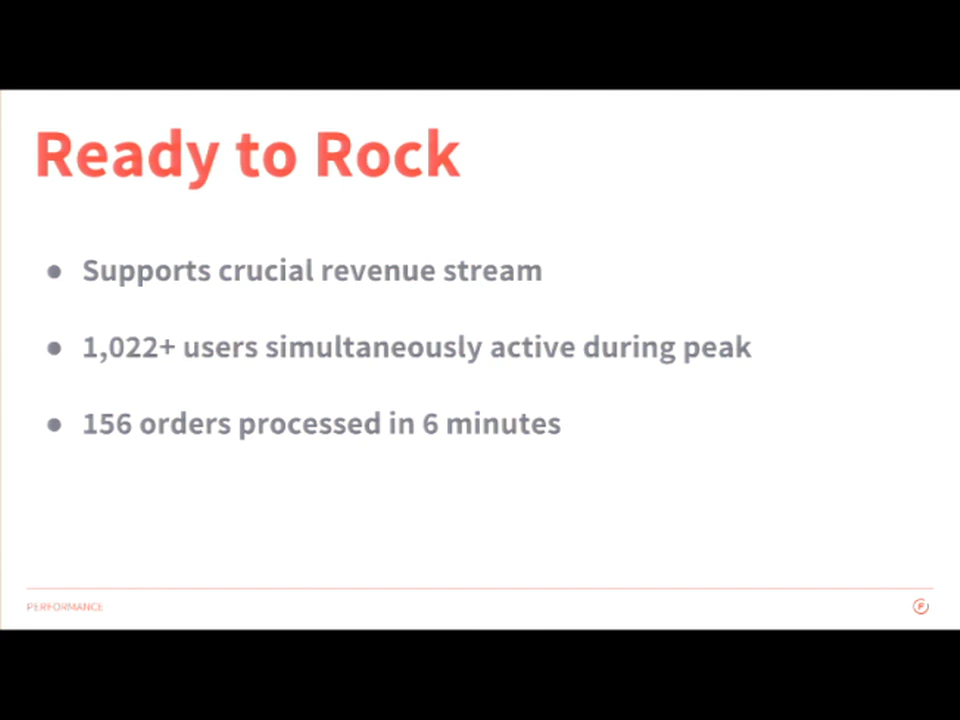 Ready to Rock
● Supports crucial revenue stream
● 1,022+ users simultaneously active during peak
● 156 orders processed in 6 minutes
PERFORMANCE
F